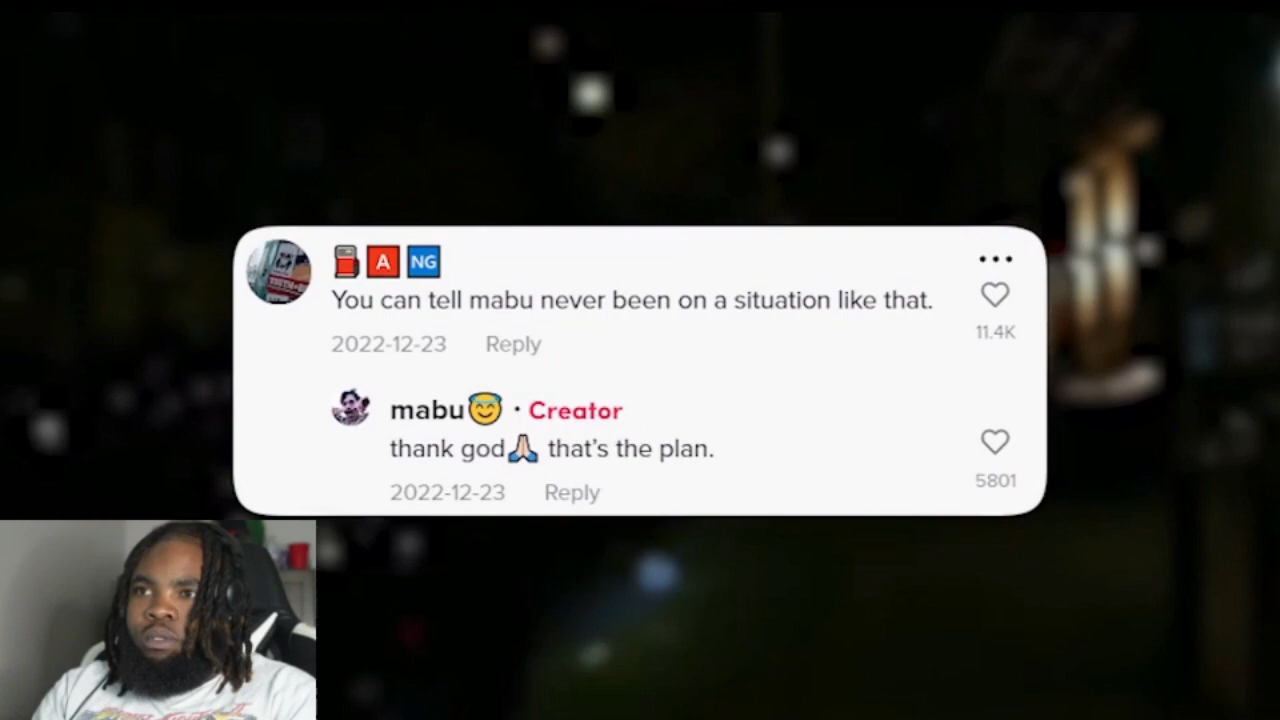 ⛽🅰🆖
You can tell mabu never been on a situation like that.
11.4K
2022-12-23 Reply
mabu😇 · Creator
thank god🙏🏻 that's the plan.
5801
2022-12-23 Reply